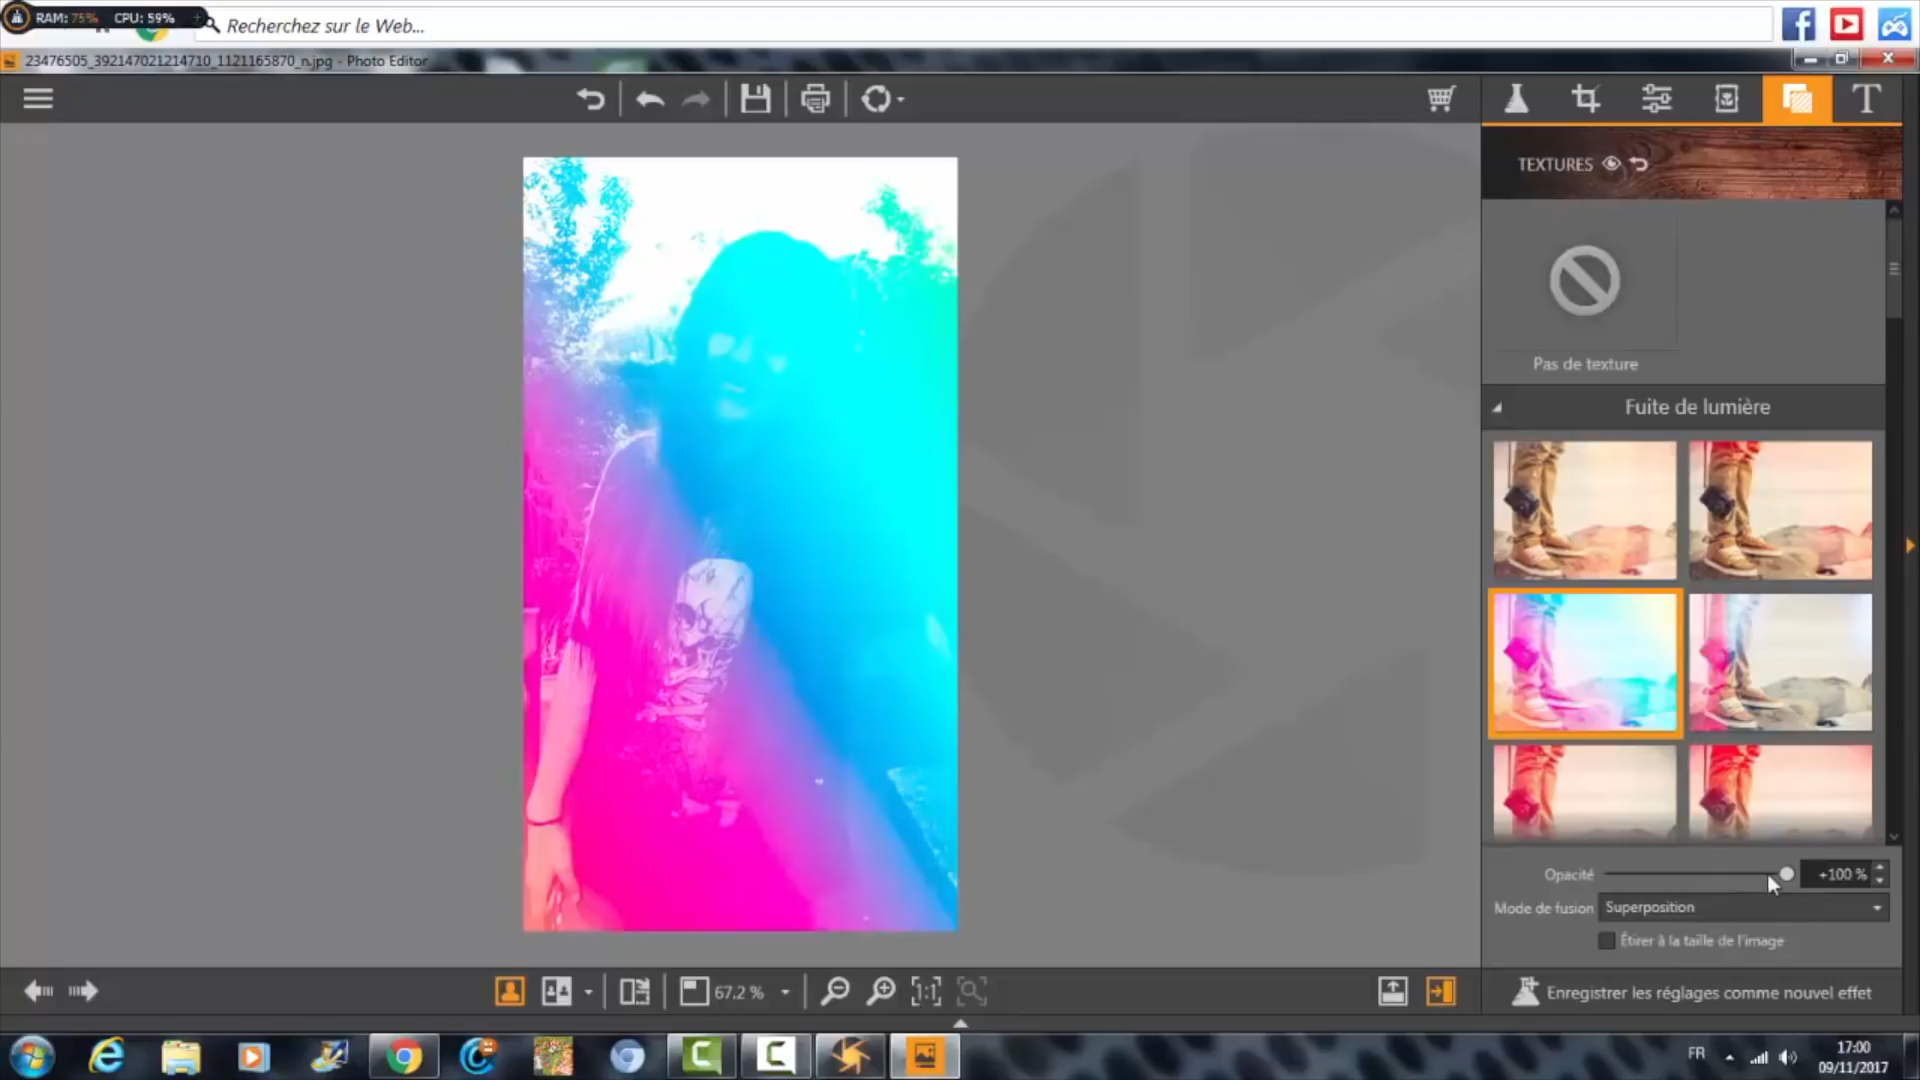 RAM: 75% CPU: 59%
Recherchez sur le Web...
23476505_392147021214710_1121165870_n.jpg - Photo Editor
T
TEXTURES
Pas de texture
Fuite de lumière
Opacité +100 %
Mode de fusion Superposition
Étirer à la taille de l'image
67.2 %
1:1
Enregistrer les réglages comme nouvel effet
FR
17:00
09/11/2017